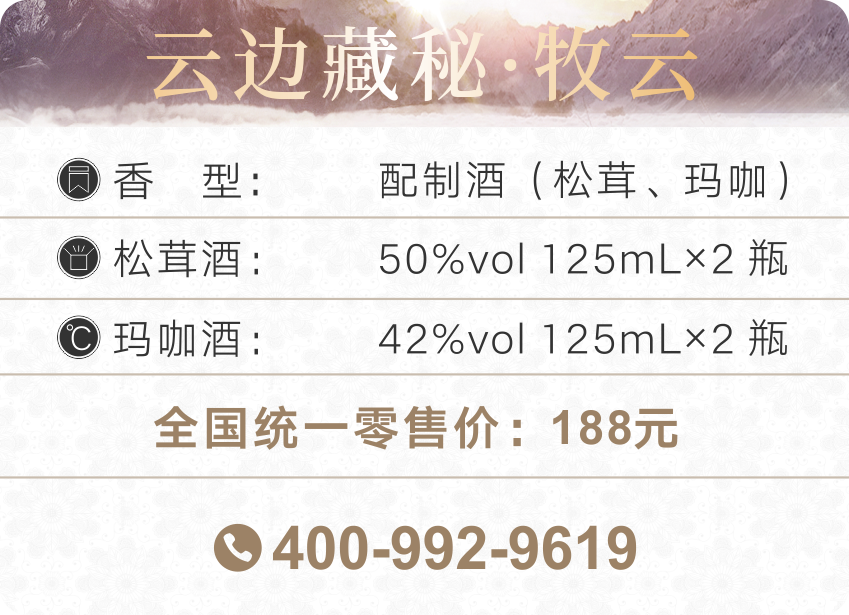 云边藏秘·牧云
香 型： 配制酒（松茸、玛咖）
松茸酒： 50%vol 125mL×2 瓶
℃ 玛咖酒： 42%vol 125mL×2 瓶
全国统一零售价：188元
400-992-9619